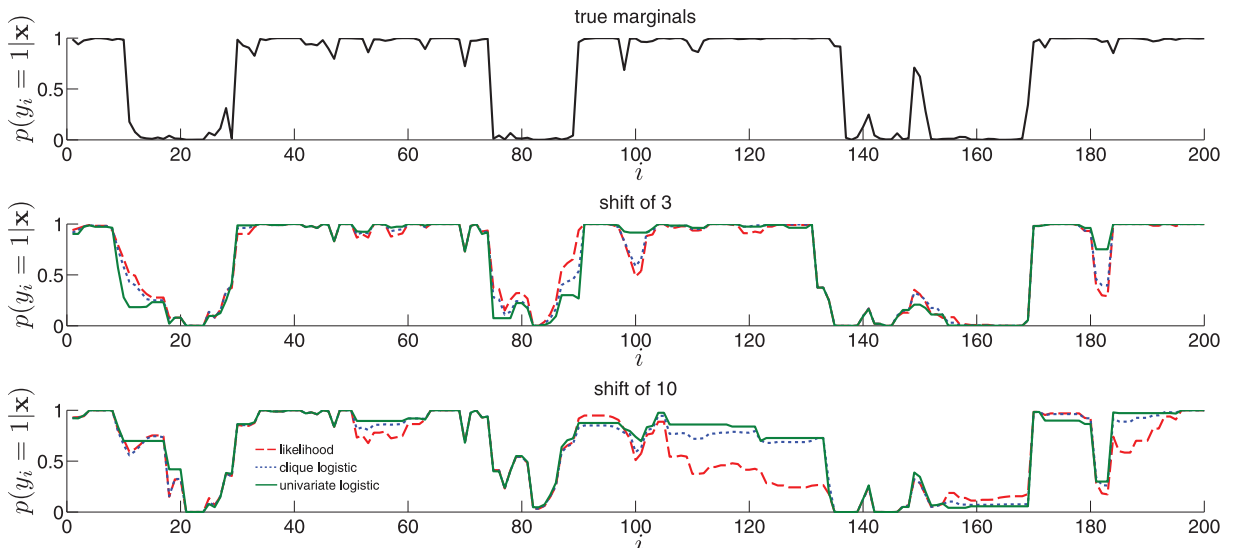 true marginals
p(y_i = 1|x)
1
0.5
0
0 20 40 60 80 100 120 140 160 180 200
i
shift of 3
p(y_i = 1|x)
1
0.5
0
0 20 40 60 80 100 120 140 160 180 200
i
shift of 10
p(y_i = 1|x)
1
0.5
0
likelihood
clique logistic
univariate logistic
0 20 40 60 80 100 120 140 160 180 200
i